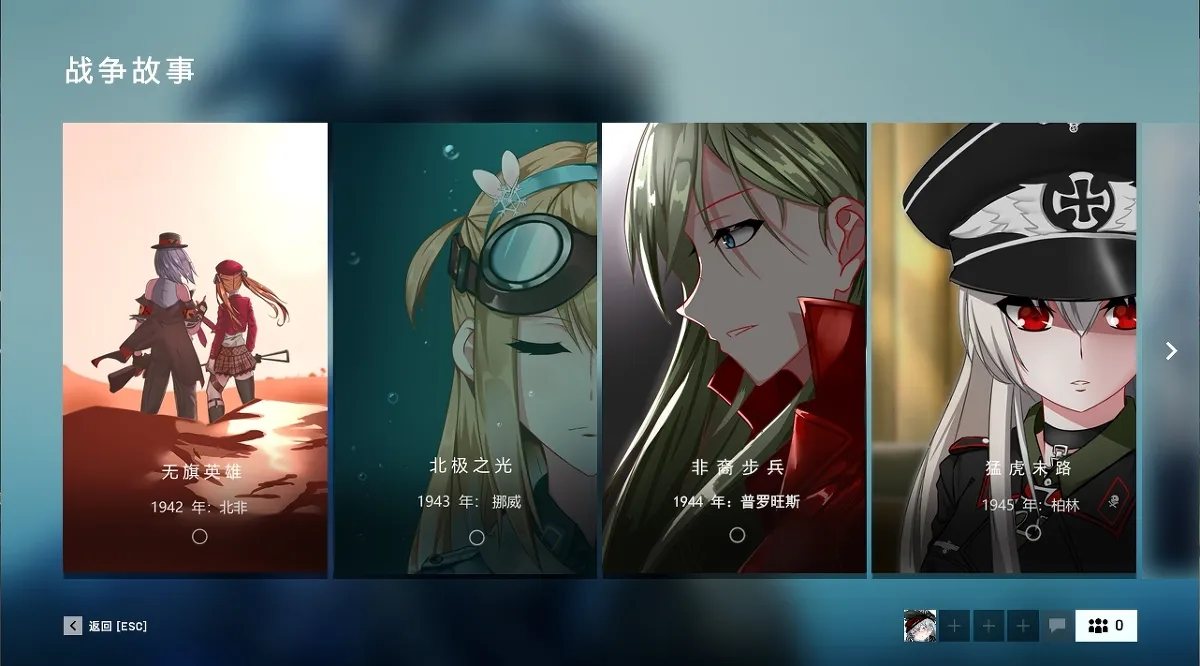 战争故事
无旗英雄
1942 年: 北非
北极之光
1943 年: 挪威
非裔步兵
1944 年: 普罗旺斯
猛虎末路
1945 年: 柏林
返回 [ESC]
0